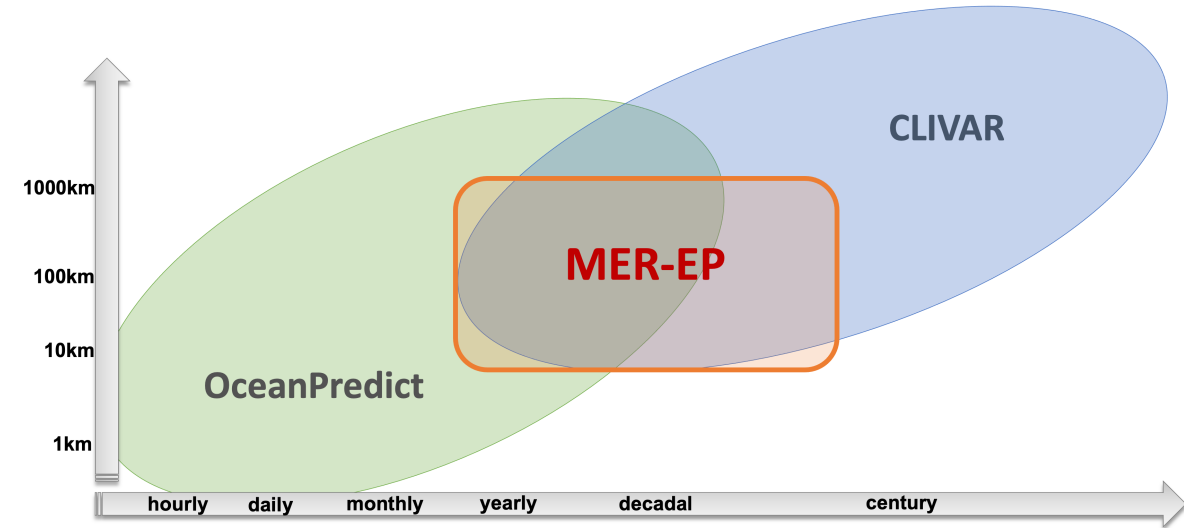 CLIVAR
1000km
MER-EP
100km
10km
OceanPredict
1km
hourly daily monthly yearly decadal century